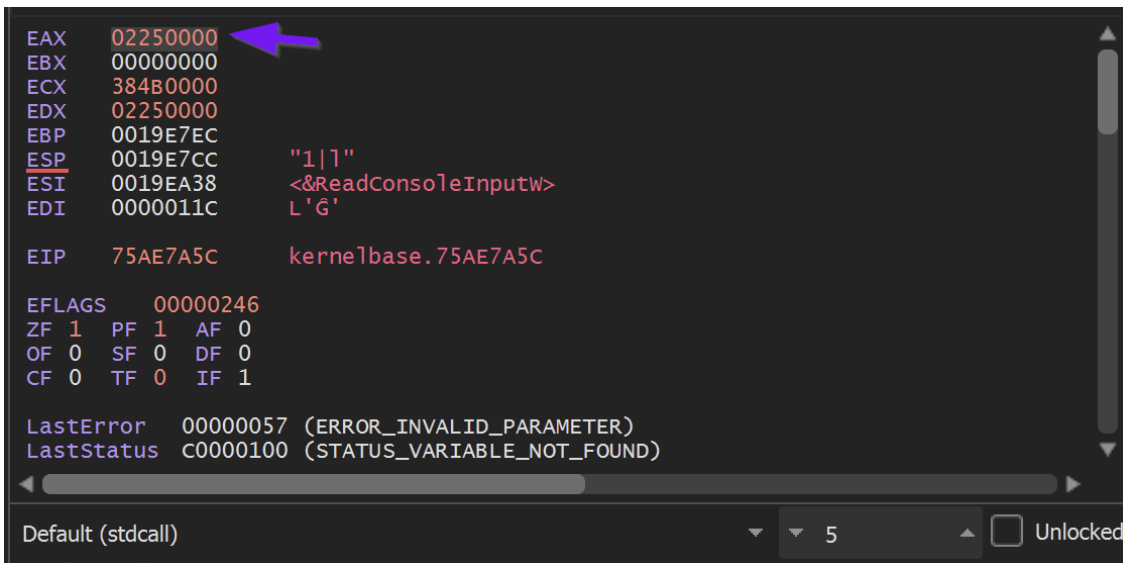 EAX 02250000
EBX 00000000
ECX 384B0000
EDX 02250000
EBP 0019E7EC
ESP 0019E7CC "1|l"
ESI 0019EA38 <&ReadConsoleInputW>
EDI 0000011C L'Ĝ'
EIP 75AE7A5C kernelbase.75AE7A5C
EFLAGS 00000246
ZF 1 PF 1 AF 0
OF 0 SF 0 DF 0
CF 0 TF 0 IF 1
LastError 00000057 (ERROR_INVALID_PARAMETER)
LastStatus C0000100 (STATUS_VARIABLE_NOT_FOUND)
Default (stdcall) 5 Unlocked